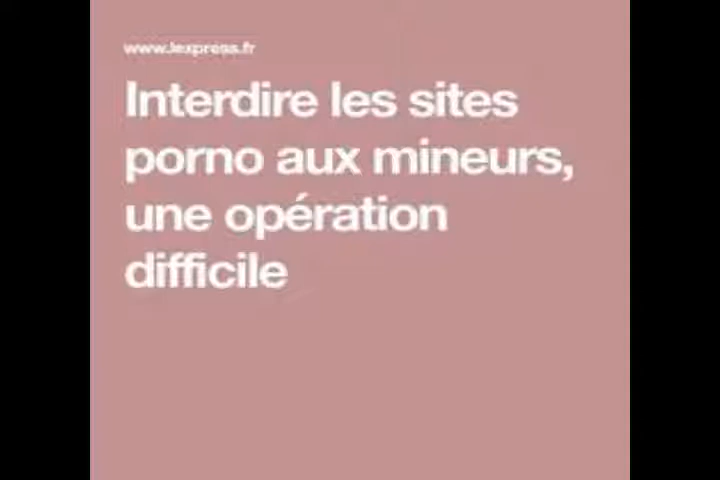 www.lexpress.fr
Interdire les sites
porno aux mineurs,
une opération
difficile